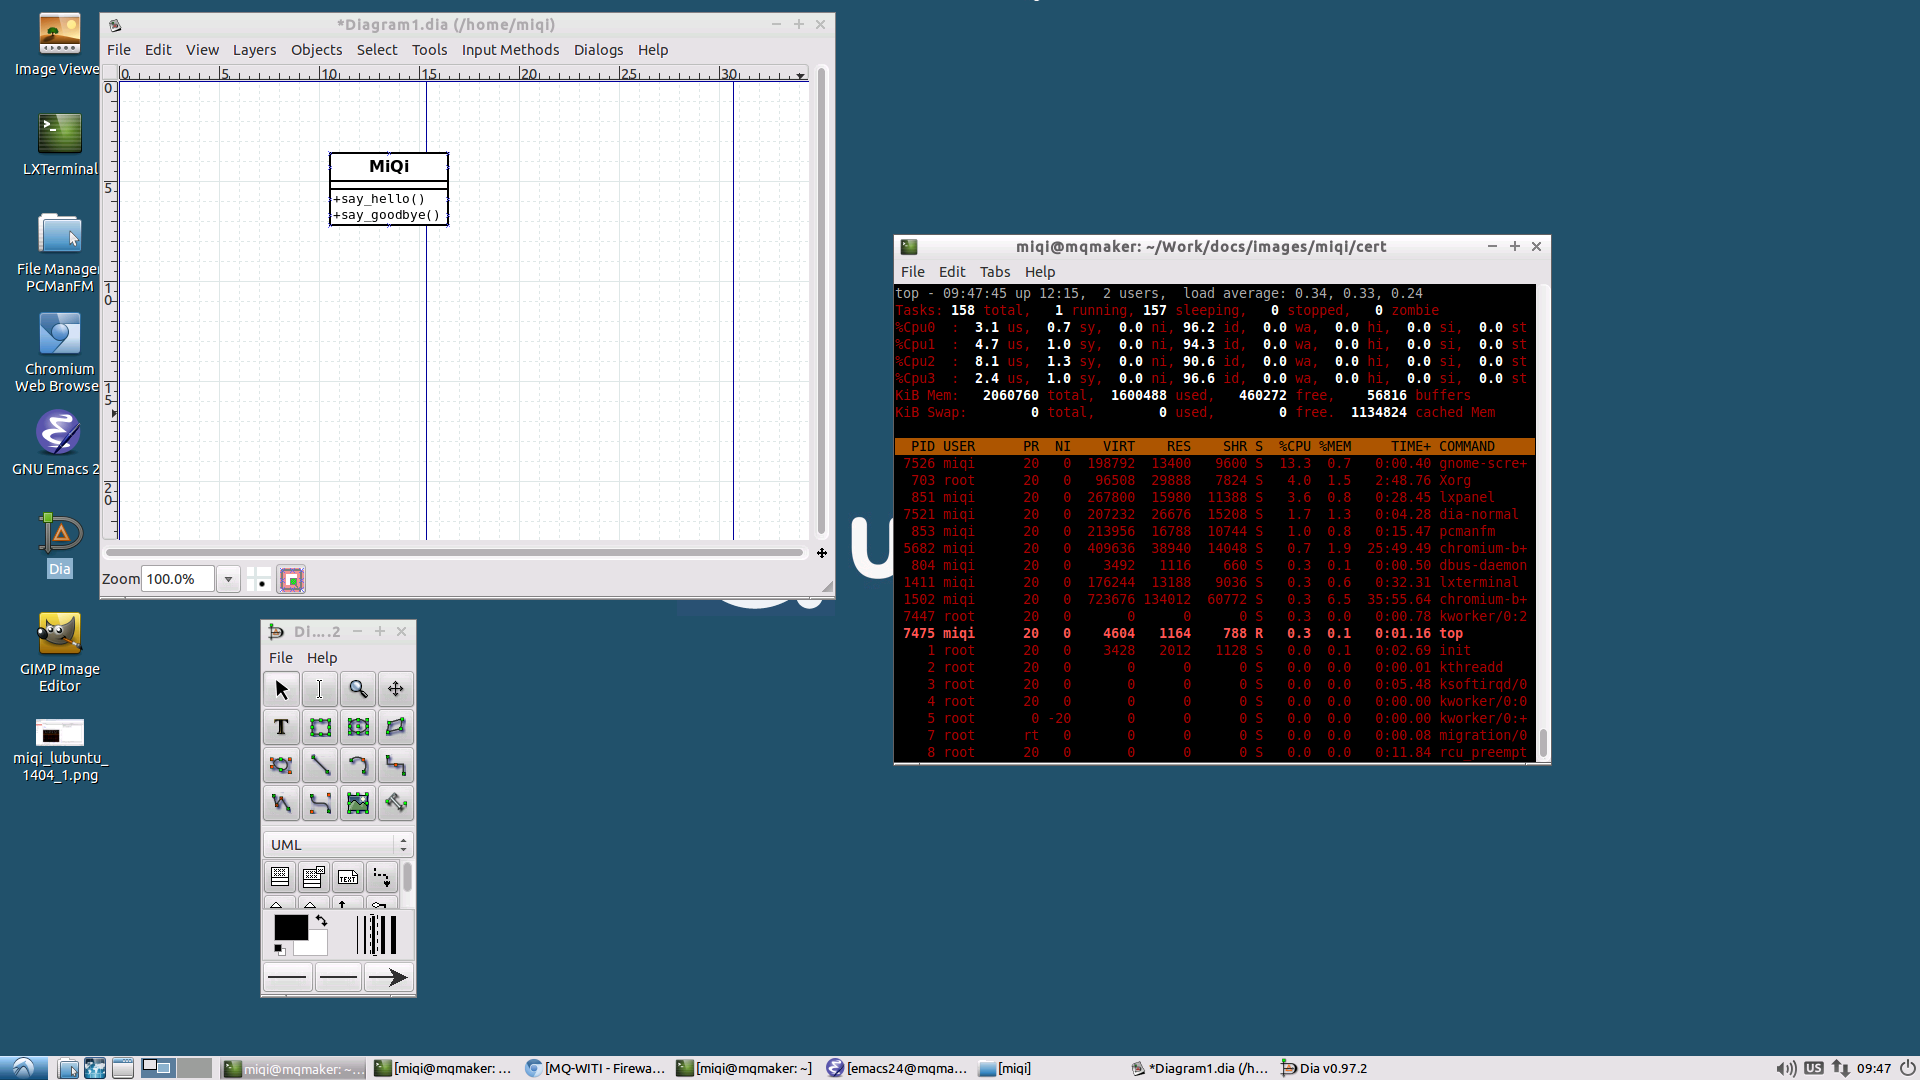 Image Viewe
LXTerminal
File Manage
PCManFM
Chromium
Web Browse
GNU Emacs 2
Dia
GIMP Image
Editor
miqi_lubuntu_
1404_1.png
*Diagram1.dia (/home/miqi)
File Edit View Layers Objects Select Tools Input Methods Dialogs Help
0 5 10 15 20 25 30
0
5
10
15
20
MiQi
+say_hello()
+say_goodbye()
Zoom 100.0%
Di....2
File Help
T
UML
TEXT
miqi@mqmaker: ~/Work/docs/images/miqi/cert
File Edit Tabs Help
top - 09:47:45 up 12:15, 2 users, load average: 0.34, 0.33, 0.24
Tasks: 158 total, 1 running, 157 sleeping, 0 stopped, 0 zombie
%Cpu0 : 3.1 us, 0.7 sy, 0.0 ni, 96.2 id, 0.0 wa, 0.0 hi, 0.0 si, 0.0 st
%Cpu1 : 4.7 us, 1.0 sy, 0.0 ni, 94.3 id, 0.0 wa, 0.0 hi, 0.0 si, 0.0 st
%Cpu2 : 8.1 us, 1.3 sy, 0.0 ni, 90.6 id, 0.0 wa, 0.0 hi, 0.0 si, 0.0 st
%Cpu3 : 2.4 us, 1.0 sy, 0.0 ni, 96.6 id, 0.0 wa, 0.0 hi, 0.0 si, 0.0 st
KiB Mem: 2060760 total, 1600488 used, 460272 free, 56816 buffers
KiB Swap: 0 total, 0 used, 0 free. 1134824 cached Mem
PID USER PR NI VIRT RES SHR S %CPU %MEM TIME+ COMMAND
7526 miqi 20 0 198792 13400 9600 S 13.3 0.7 0:00.40 gnome-scre+
703 root 20 0 96508 29888 7824 S 4.0 1.5 2:48.76 Xorg
851 miqi 20 0 267800 15980 11388 S 3.6 0.8 0:28.45 lxpanel
7521 miqi 20 0 207232 26676 15208 S 1.7 1.3 0:04.28 dia-normal
853 miqi 20 0 213956 16788 10744 S 1.0 0.8 0:15.47 pcmanfm
5682 miqi 20 0 409636 38940 14048 S 0.7 1.9 25:49.49 chromium-b+
804 miqi 20 0 3492 1116 660 S 0.3 0.1 0:00.50 dbus-daemon
1411 miqi 20 0 176244 13188 9036 S 0.3 0.6 0:32.31 lxterminal
1502 miqi 20 0 723676 134012 60772 S 0.3 6.5 35:55.64 chromium-b+
7447 root 20 0 0 0 0 S 0.3 0.0 0:00.78 kworker/0:2
7475 miqi 20 0 4604 1164 788 R 0.3 0.1 0:01.16 top
1 root 20 0 3428 2012 1128 S 0.0 0.1 0:02.69 init
2 root 20 0 0 0 0 S 0.0 0.0 0:00.01 kthreadd
3 root 20 0 0 0 0 S 0.0 0.0 0:05.48 ksoftirqd/0
4 root 20 0 0 0 0 S 0.0 0.0 0:00.00 kworker/0:0
5 root 0 -20 0 0 0 S 0.0 0.0 0:00.00 kworker/0:+
7 root rt 0 0 0 0 S 0.0 0.0 0:00.08 migration/0
8 root 20 0 0 0 0 S 0.0 0.0 0:11.84 rcu_preempt
miqi@mqmaker: ~... [miqi@mqmaker: ... [MQ-WITI - Firewa... [miqi@mqmaker: ~] [emacs24@mqma... [miqi] *Diagram1.dia (/h... Dia v0.97.2 US 09:47